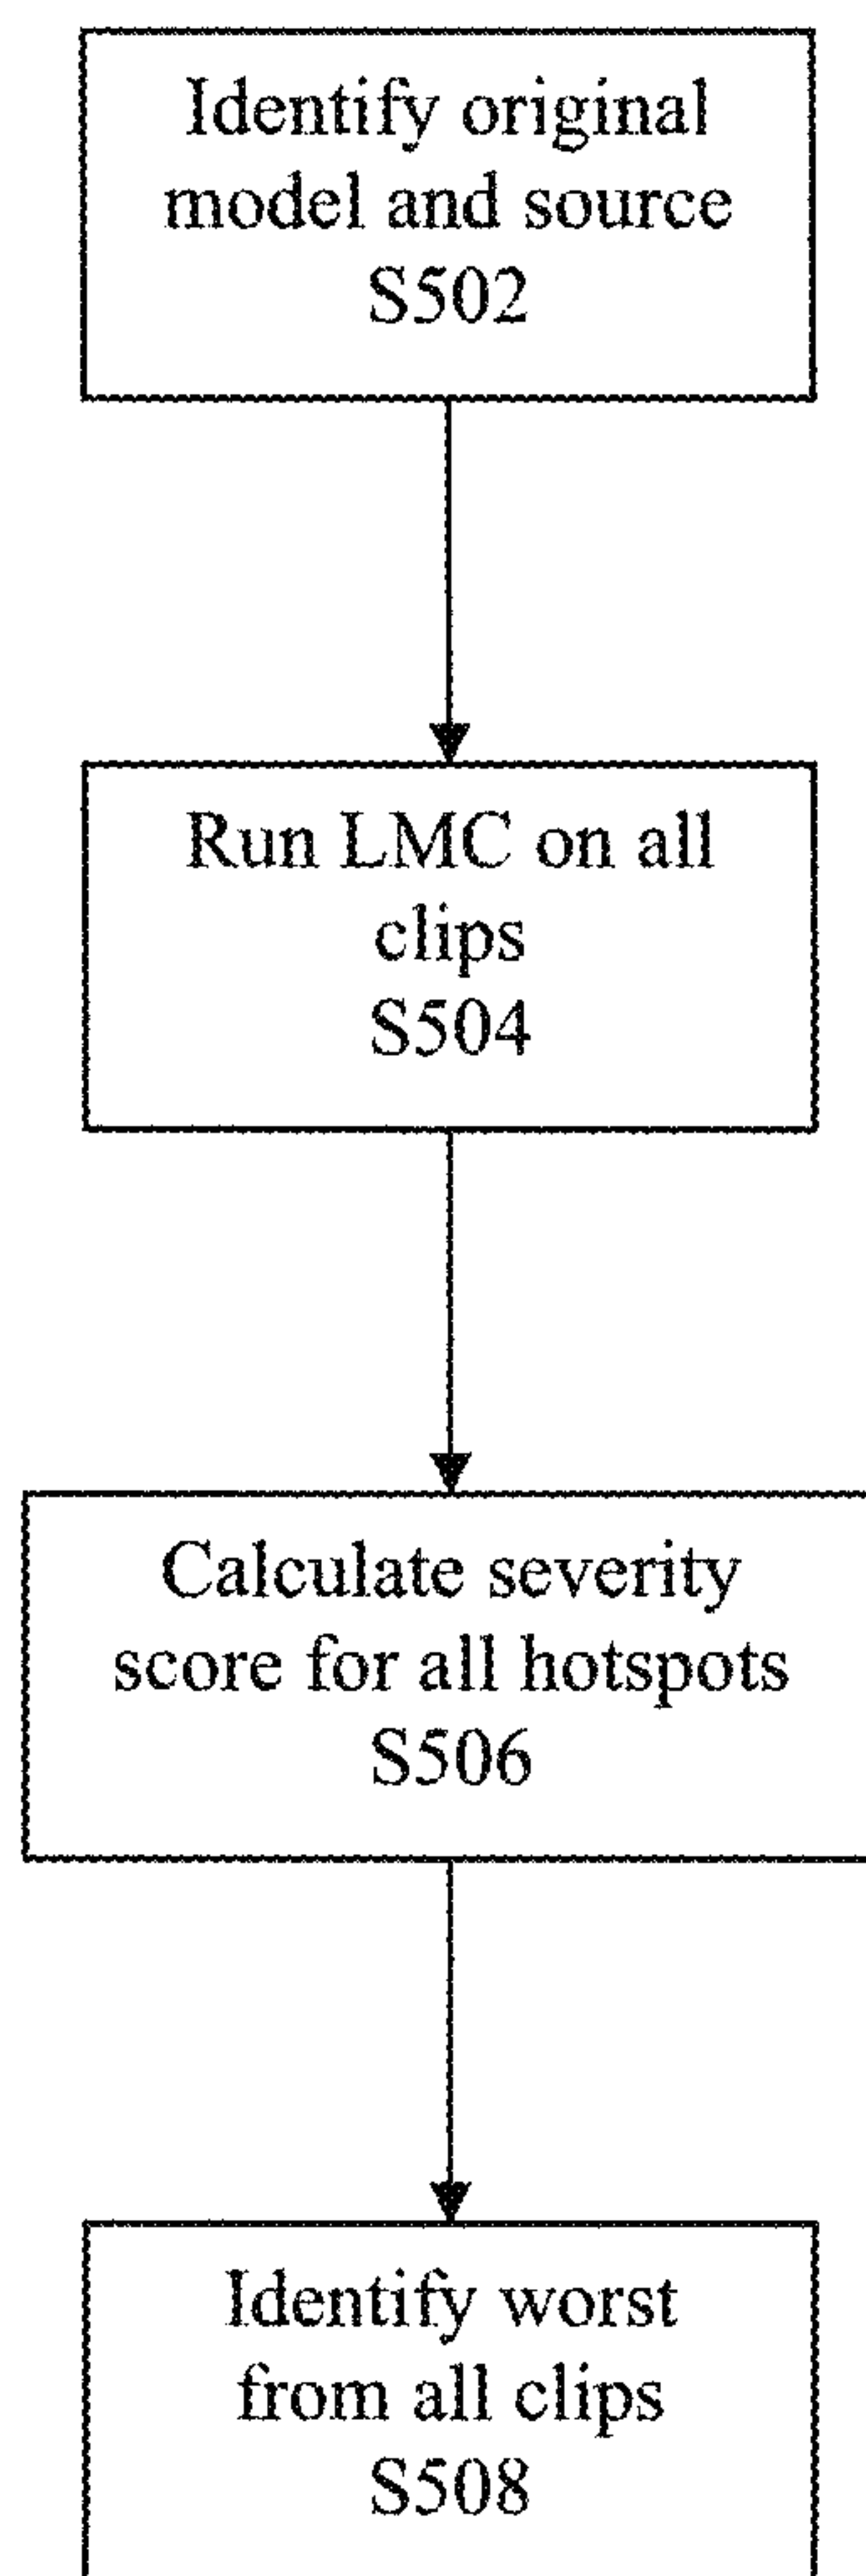 Identify original
model and source
S502
Run LMC on all
clips
S504
Calculate severity
score for all hotspots
S506
Identify worst
from all clips
S508